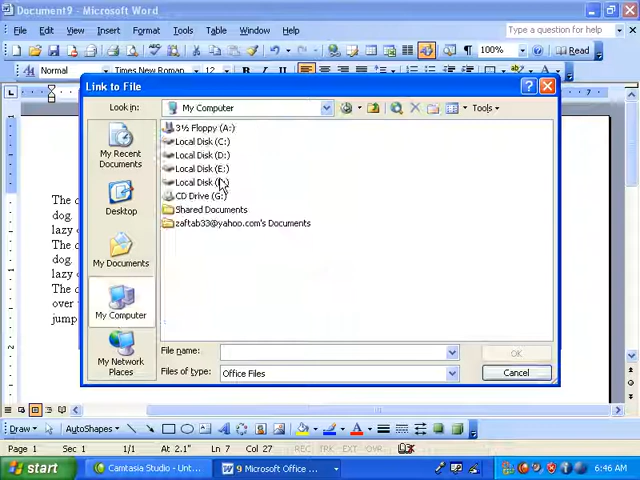 Document9 - Microsoft Word
File Edit View Insert Format Tools Table Window Help
Type a question for help
100% Read
Normal Times New Roman 12 B I U
Link to File
Look in: My Computer Tools
3½ Floppy (A:)
Local Disk (C:)
Local Disk (D:)
Local Disk (E:)
Local Disk
CD Drive (G:)
Shared Documents
zaftab33@yahoo.com's Documents
My Recent
Documents
Desktop
My Documents
My Computer
My Network
Places
File name: OK
Files of type: Office Files Cancel
The d
dog.
lazy c
dog.
lazy d
The d
over
jump
Draw AutoShapes
Page 1 Sec 1 1/1 At 2.1" Ln 7 Col 27 REC TRK EXT OVR
start Camtasia Studio - Unt... 9 Microsoft Office ... 6:46 AM